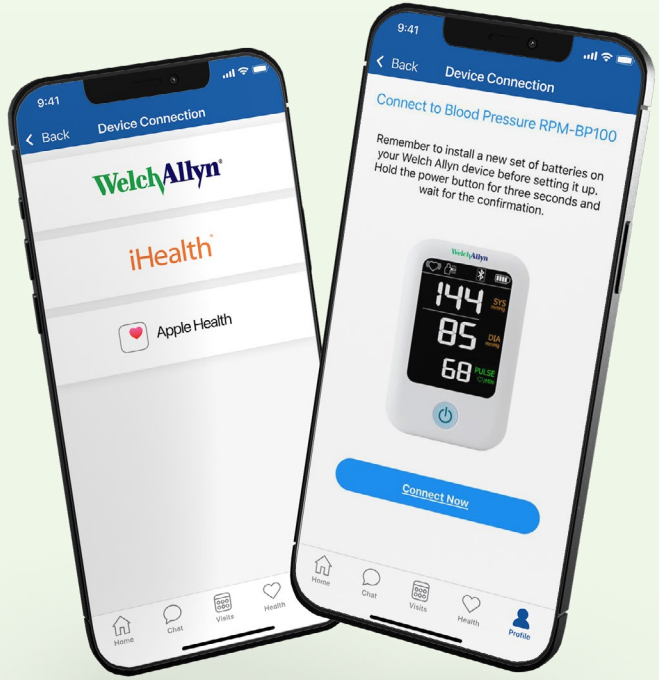 9:41
Back
Device Connection
WelchAllyn®
iHealth
Apple Health
Home
Chat
Visits
Health
9:41
Back
Device Connection
Connect to Blood Pressure RPM-BP100
Remember to install a new set of batteries on
your Welch Allyn device before setting it up.
Hold the power button for three seconds and
wait for the confirmation.
WelchAllyn
144 SYS
mmHg
85 DIA
mmHg
68 PULSE
/Min
Connect Now
Home
Chat
Visits
Health
Profile